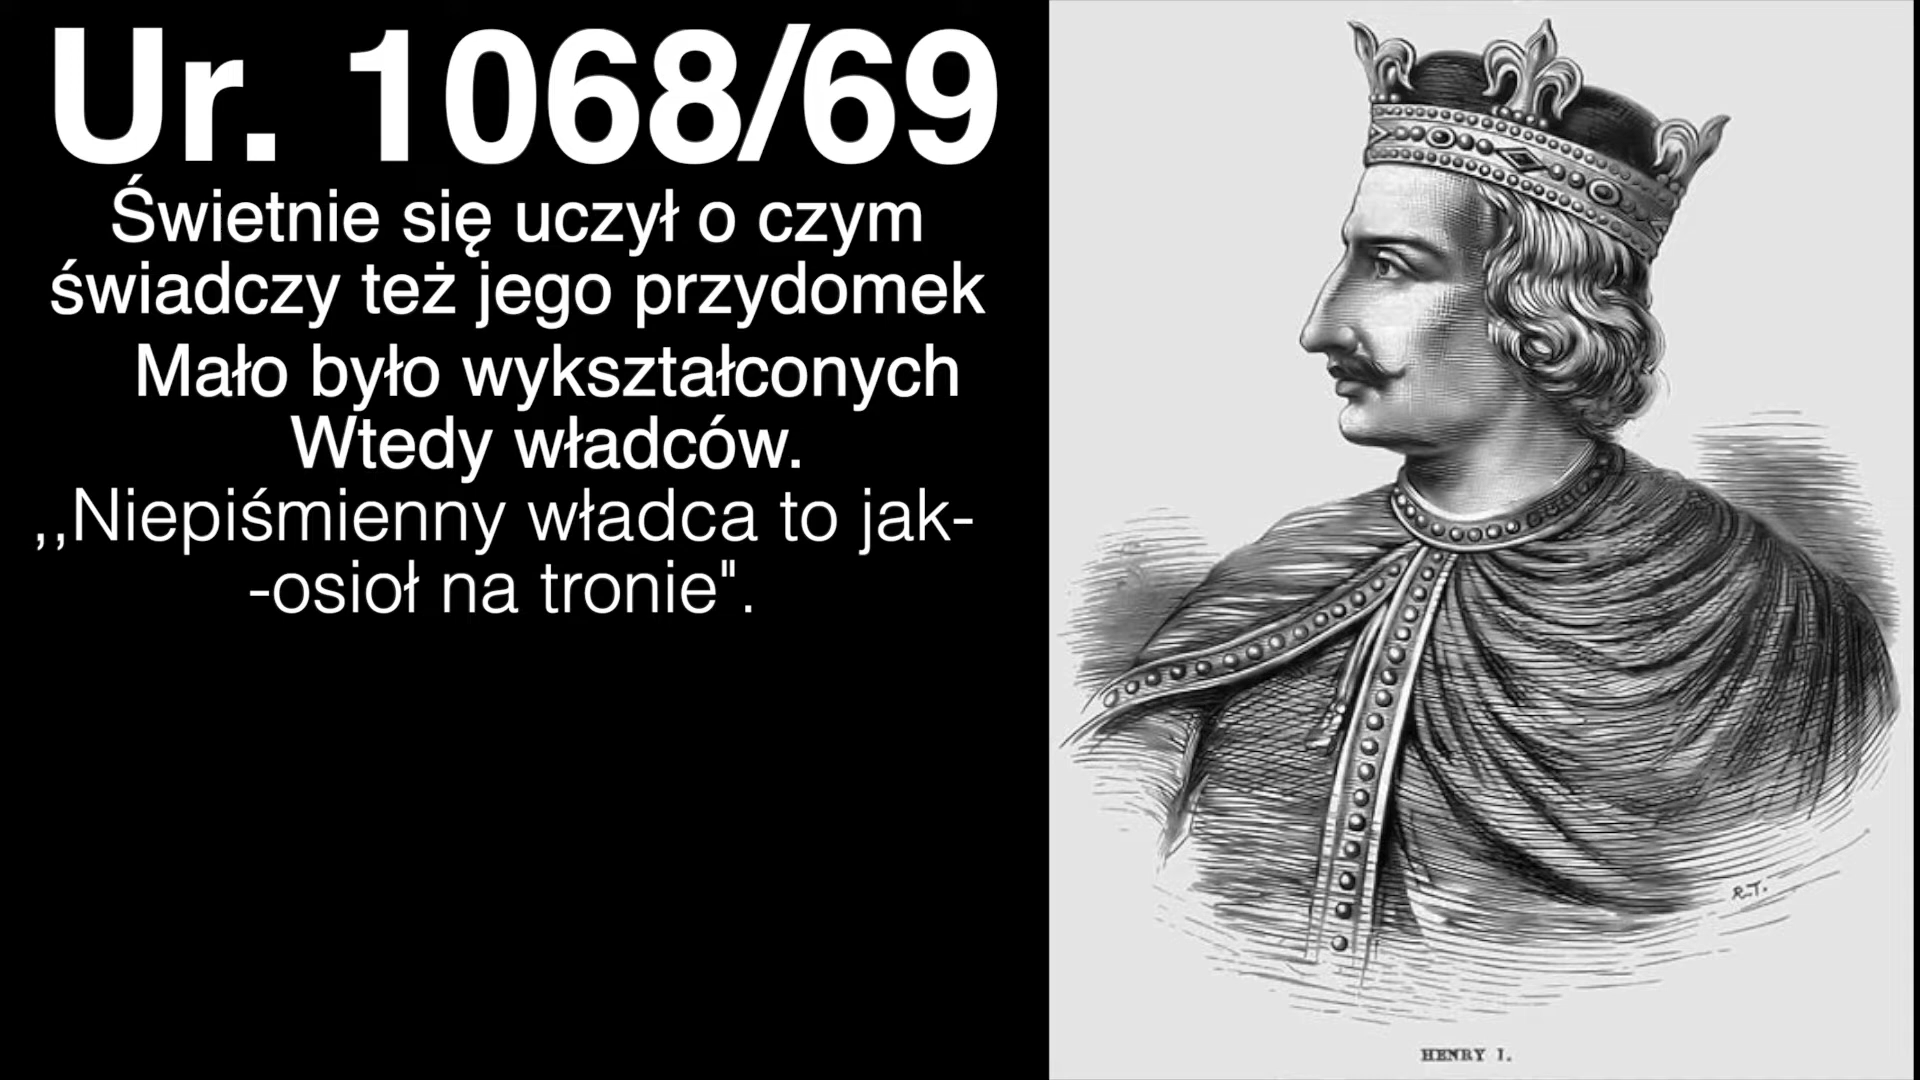 Ur. 1068/69
Świetnie się uczył o czym
świadczy też jego przydomek
Mało było wykształconych
Wtedy władców.
,,Niepiśmienny władca to jak-
-osioł na tronie".
R.T.
HENRY I.